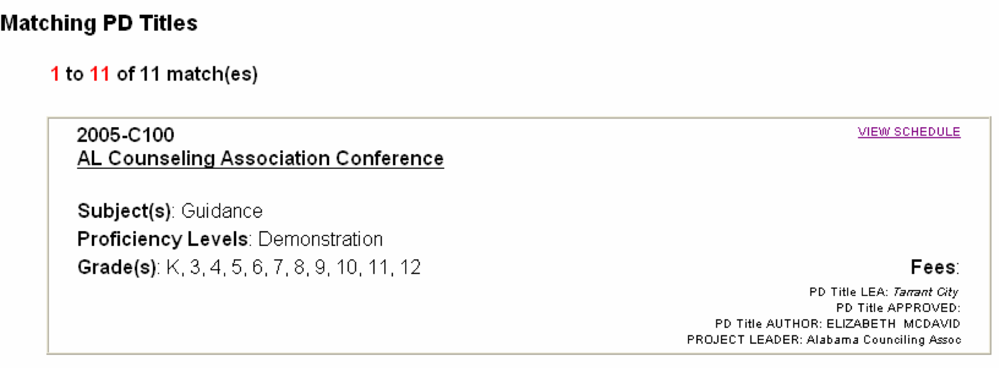 Matching PD Titles
1 to 11 of 11 match(es)
2005-C100
VIEW SCHEDULE
AL Counseling Association Conference
Subject(s): Guidance
Proficiency Levels: Demonstration
Grade(s): K, 3, 4, 5, 6, 7, 8, 9, 10, 11, 12
Fees:
PD Title LEA: Tarrant City
PD Title APPROVED:
PD Title AUTHOR: ELIZABETH MCDAVID
PROJECT LEADER: Alabama Counciling Assoc